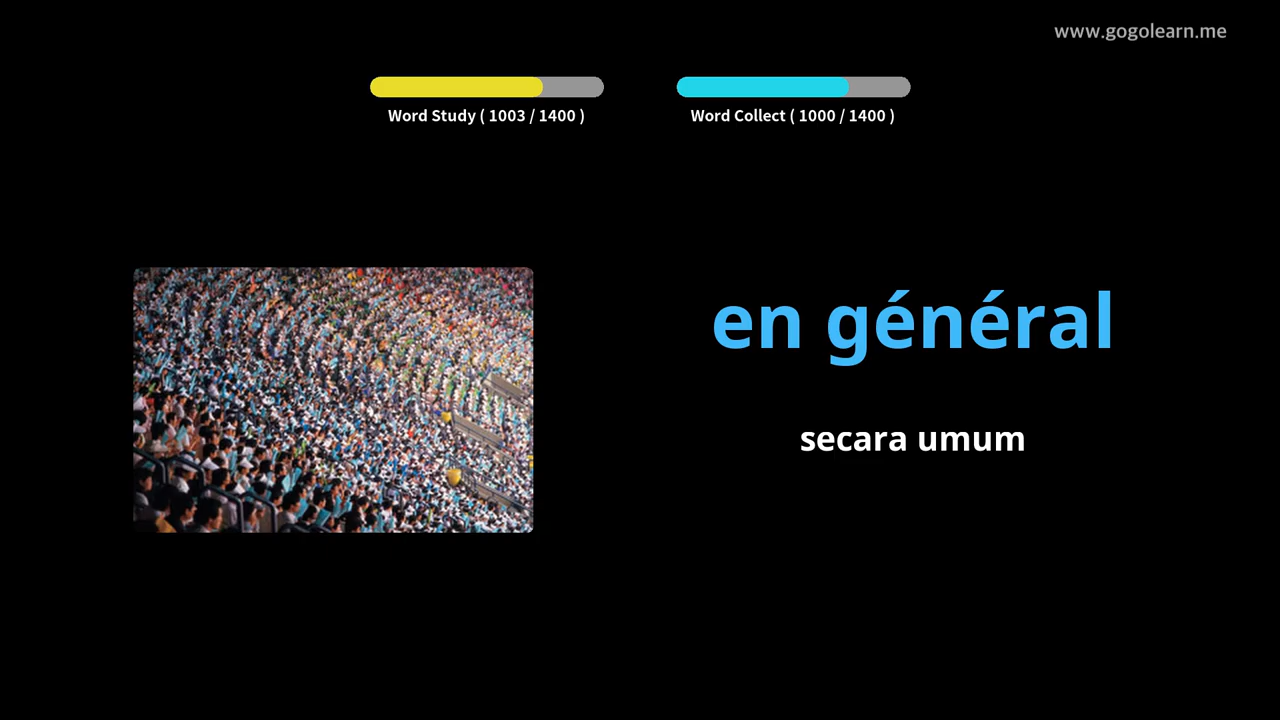 www.gogolearn.me
Word Study ( 1003 / 1400 )
Word Collect ( 1000 / 1400 )
en général
secara umum